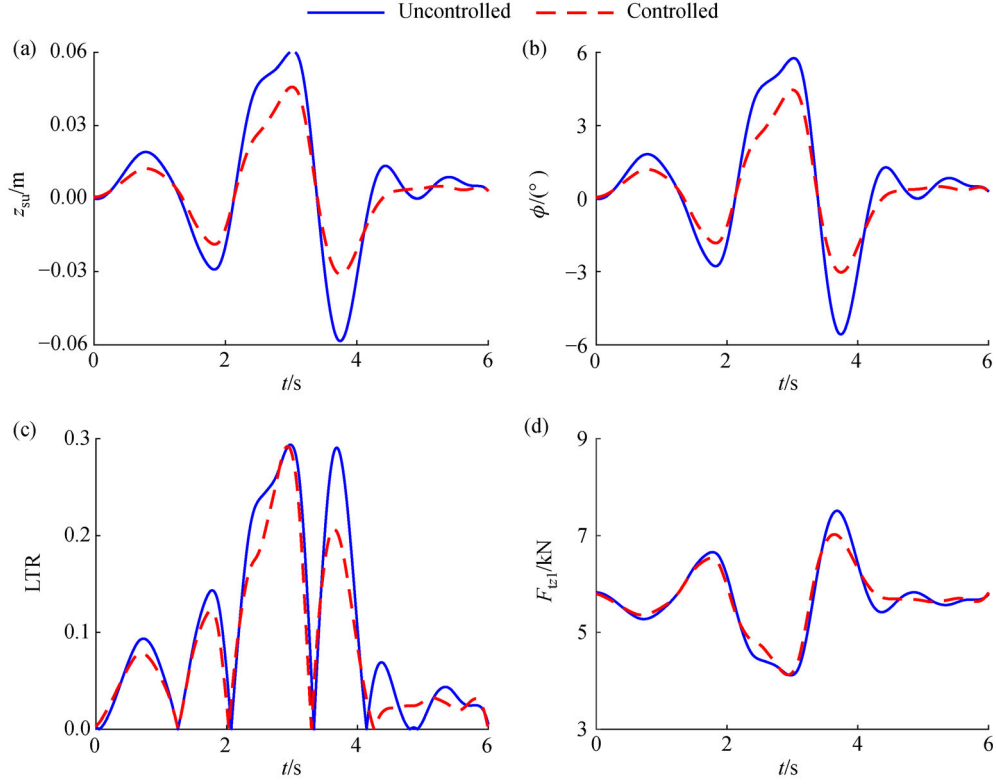 Uncontrolled Controlled
(a)
0.06
0.03
0.00
−0.03
−0.06
z_su/m
0 2 4 6
t/s
(b)
6
3
0
−3
−6
ϕ/(°)
0 2 4 6
t/s
(c)
0.3
0.2
0.1
0.0
LTR
0 2 4 6
t/s
(d)
9
7
5
3
F_tz1/kN
0 2 4 6
t/s